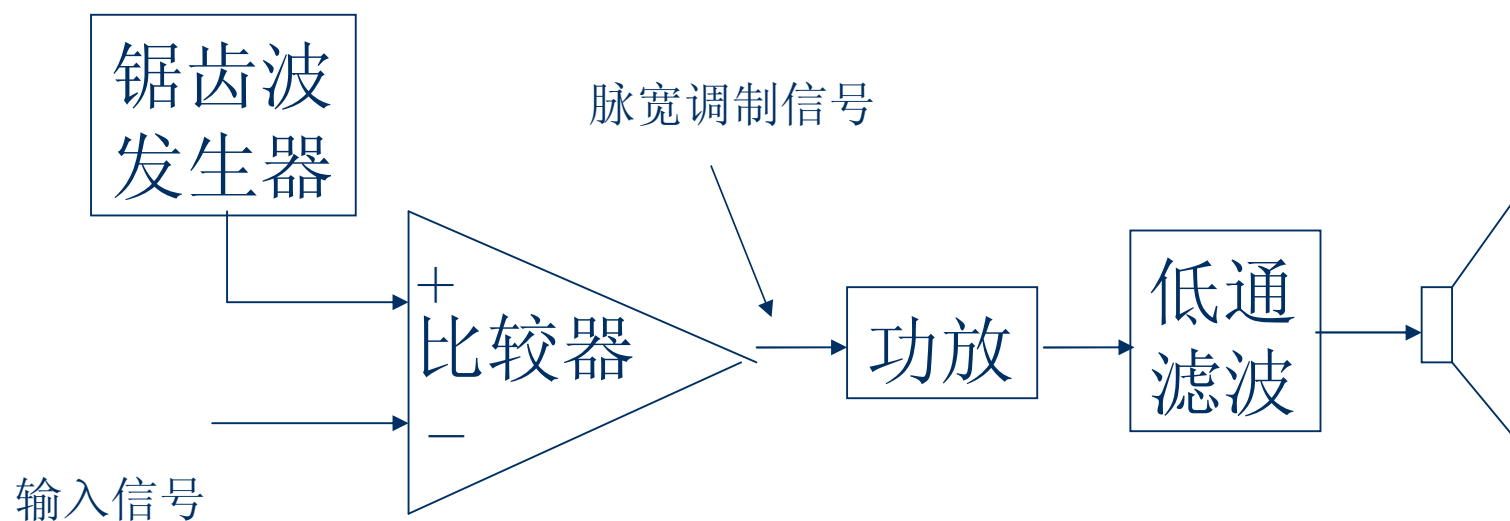 锯齿波
发生器
脉宽调制信号
+
比较器
功放
低通
滤波
−
输入信号